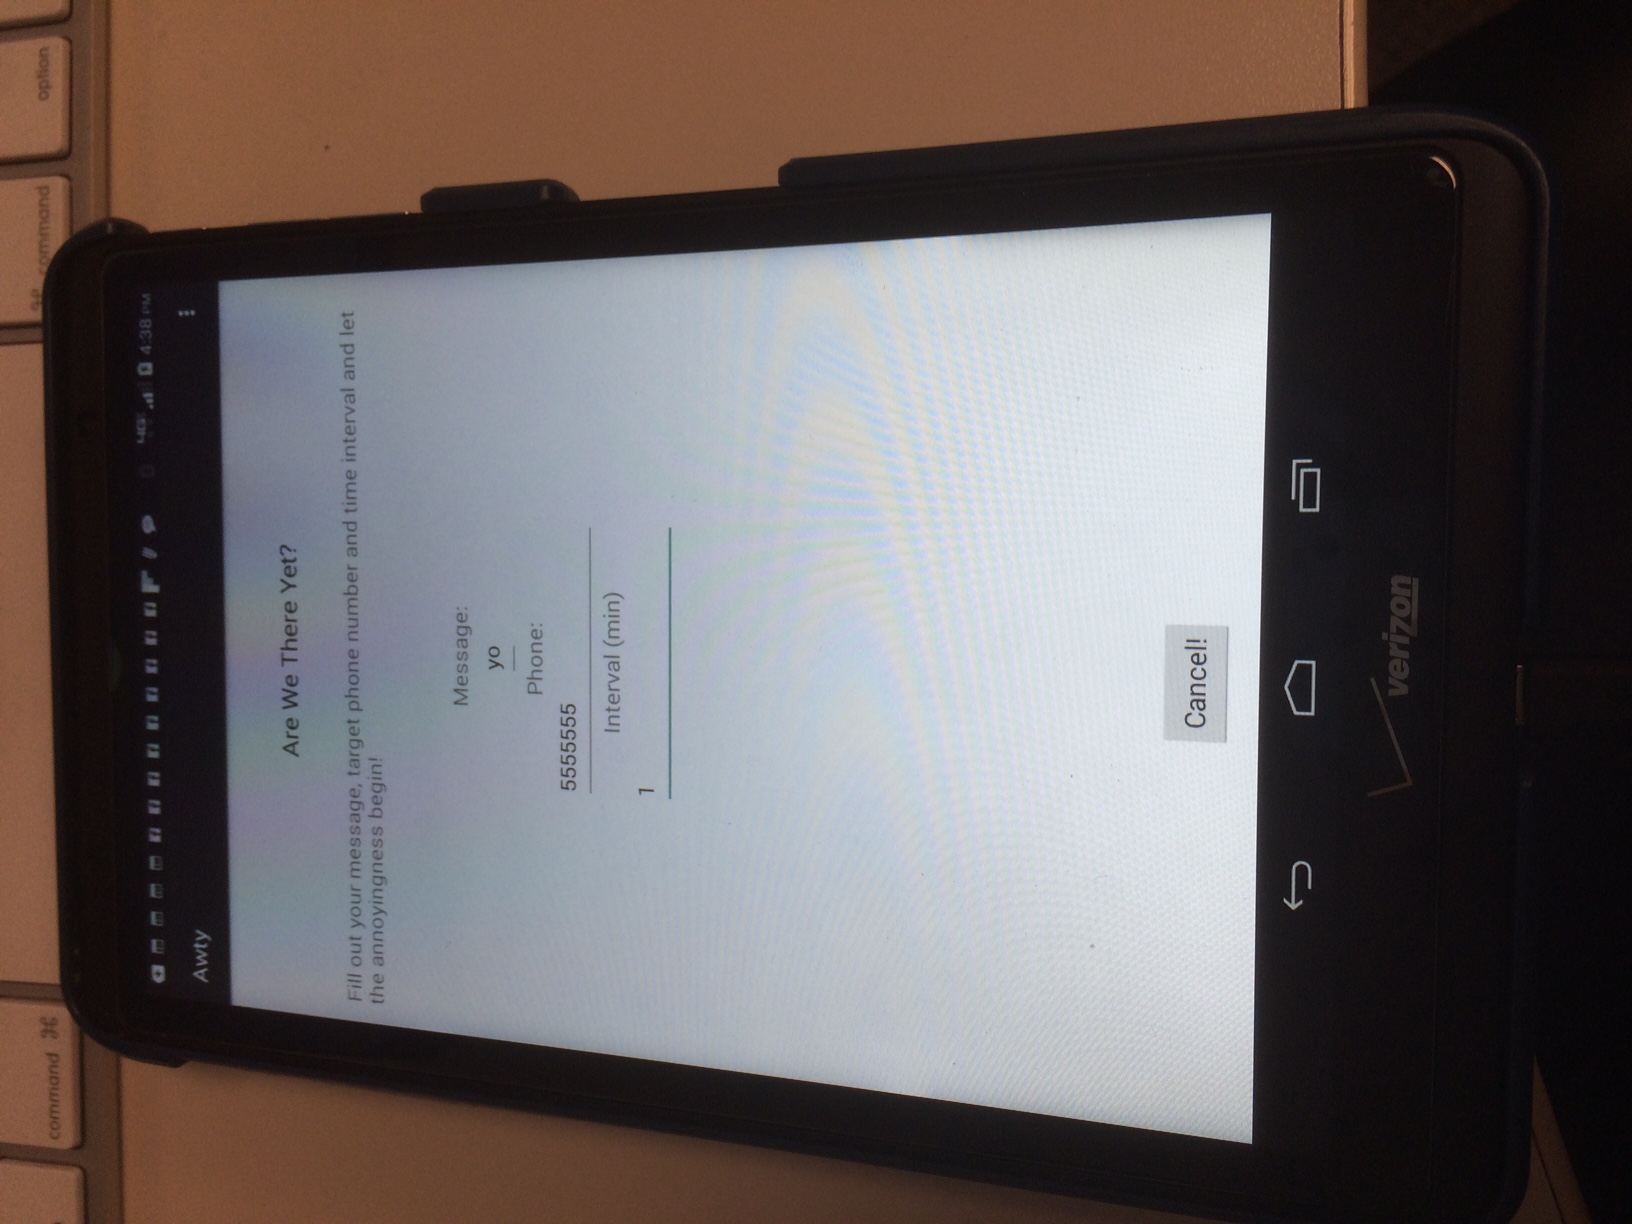 command ⌘
⌘ command
option
4G 4:38 PM
Awty
Are We There Yet?
Fill out your message, target phone number and time interval and let
the annoyingness begin!
Message:
yo
Phone:
5555555
Interval (min)
1
Cancel!
verizon